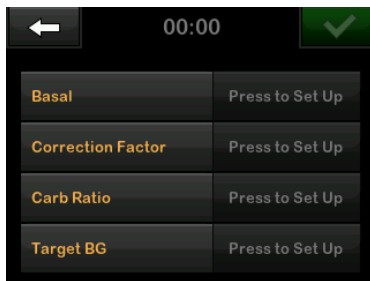 00:00
Basal Press to Set Up
Correction Factor Press to Set Up
Carb Ratio Press to Set Up
Target BG Press to Set Up